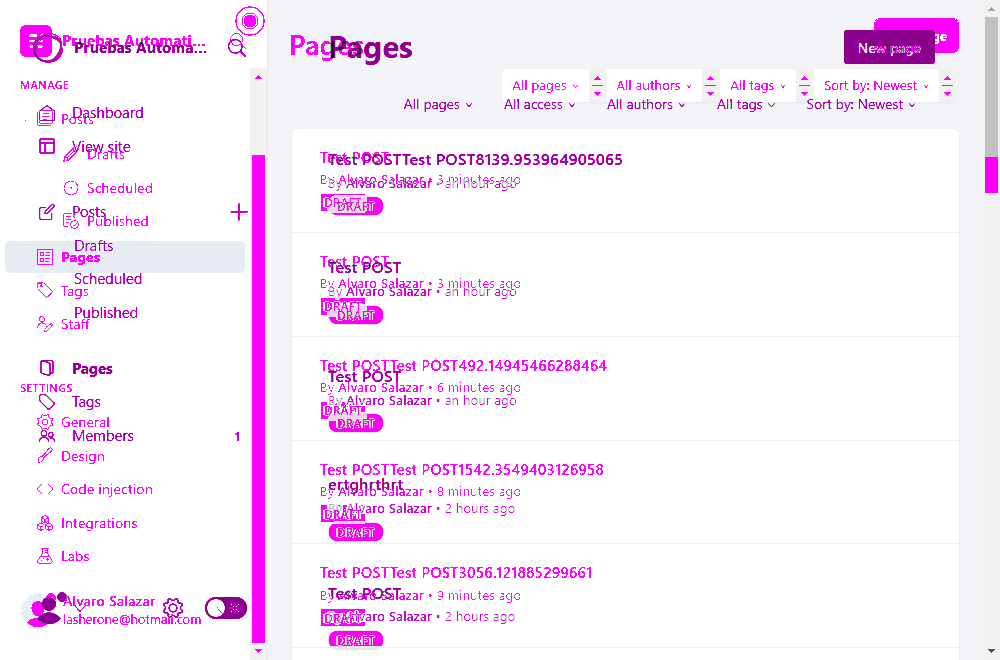 Pruebas Automati...
Pruebas Automa...
MANAGE
Dashboard
Posts
View site
Drafts
Scheduled
Posts
Published
Drafts
Pages
Scheduled
Tags
Published
Staff
Pages
SETTINGS
Tags
General
Members 1
Design
Code injection
Integrations
Labs
Alvaro Salazar
lasherone@hotmail.com
Pages
Pages
New page
All pages All authors All tags Sort by: Newest
All pages All access All authors All tags Sort by: Newest
Test POST
Test POSTTest POST8139.953964905065
By Alvaro Salazar • 3 minutes ago
By Alvaro Salazar • an hour ago
DRAFT
DRAFT
Test POST
Test POST
By Alvaro Salazar • 3 minutes ago
By Alvaro Salazar • an hour ago
DRAFT
DRAFT
Test POSTTest POST492.14945466288464
Test POST
By Alvaro Salazar • 6 minutes ago
By Alvaro Salazar • an hour ago
DRAFT
DRAFT
Test POSTTest POST1542.3549403126958
ertghrthrt
By Alvaro Salazar • 8 minutes ago
By Alvaro Salazar • 2 hours ago
DRAFT
DRAFT
Test POSTTest POST3056.121885299661
Test POST
By Alvaro Salazar • 9 minutes ago
By Alvaro Salazar • 2 hours ago
DRAFT
DRAFT